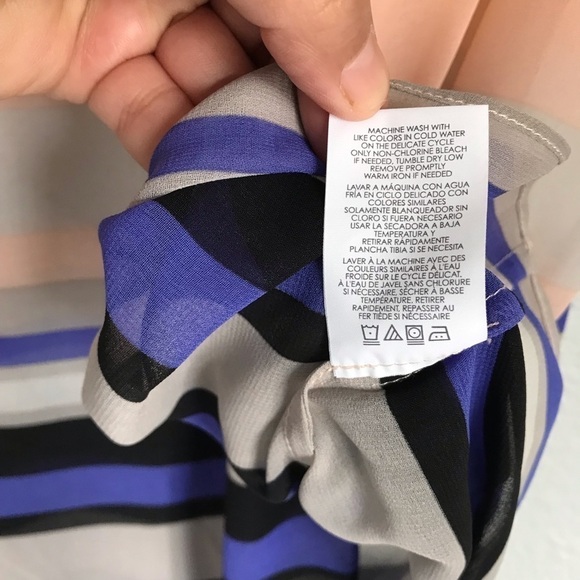 MACHINE WASH WITH
LIKE COLORS IN COLD WATER
ON THE DELICATE CYCLE
ONLY NON-CHLORINE BLEACH
IF NEEDED, TUMBLE DRY LOW
REMOVE PROMPTLY
WARM IRON IF NEEDED
LAVAR A MÁQUINA CON AGUA
FRÍA EN CICLO DELICADO CON
COLORES SIMILARES
SOLAMENTE BLANQUEADOR SIN
CLORO SI FUERA NECESARIO
USAR LA SECADORA A BAJA
TEMPERATURA Y
RETIRAR RÁPIDAMENTE
PLANCHA TIBIA SI SE NECESITA
LAVER À LA MACHINE AVEC DES
COULEURS SIMILAIRES À L'EAU
FROIDE SUR LE CYCLE DÉLICAT,
À L'EAU DE JAVEL SANS CHLORURE
SI NÉCESSAIRE, SÉCHER À BASSE
TEMPÉRATURE, RETIRER
RAPIDEMENT, REPASSER AU
FER TIÈDE SI NÉCESSAIRE